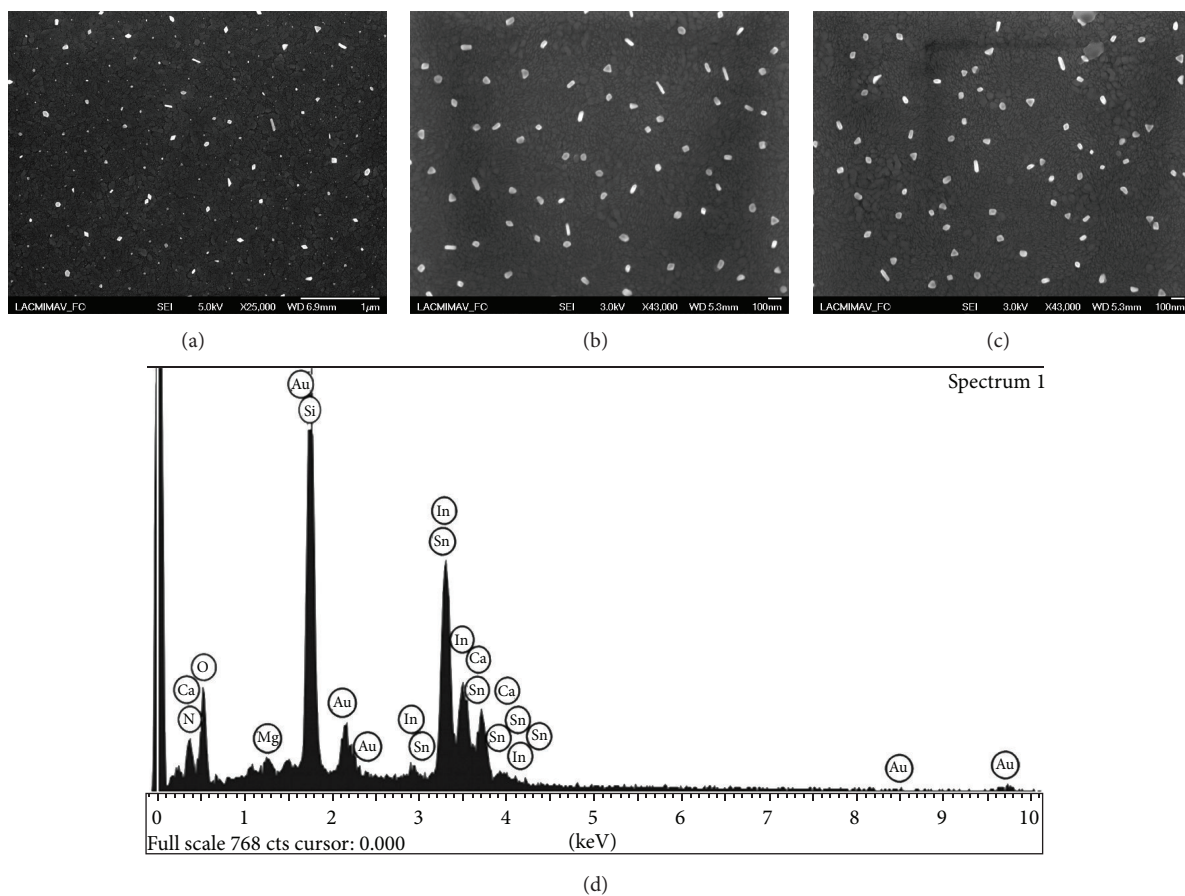 LACMIMAV_FC SEI 5.0kV X25,000 WD 6.9mm 1μm
LACMIMAV_FC SEI 3.0kV X43,000 WD 5.3mm 100nm
LACMIMAV_FC SEI 3.0kV X43,000 WD 5.3mm 100nm
(a)
(b)
(c)
Spectrum 1
Au
Si
In
Sn
In
Ca
Sn
Ca
Sn
Sn
Sn
In
O
Ca
N
Mg
Au
Au
In
Sn
Au
Au
0 1 2 3 4 5 6 7 8 9 10
(keV)
Full scale 768 cts cursor: 0.000
(d)